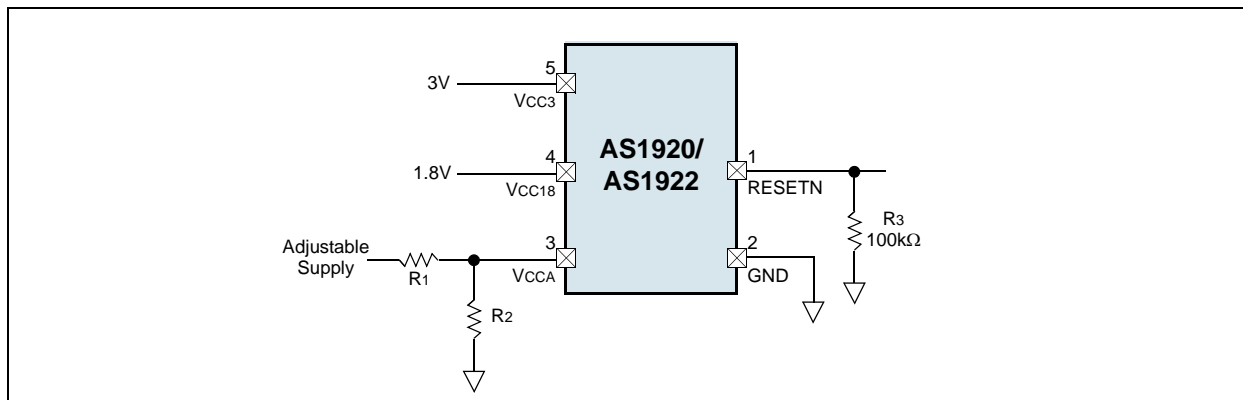 5
3V
VCC3
4
1.8V
VCC18
Adjustable
Supply
R1
3
VCCA
R2
AS1920/
AS1922
1
RESETN
R3
100kΩ
2
GND